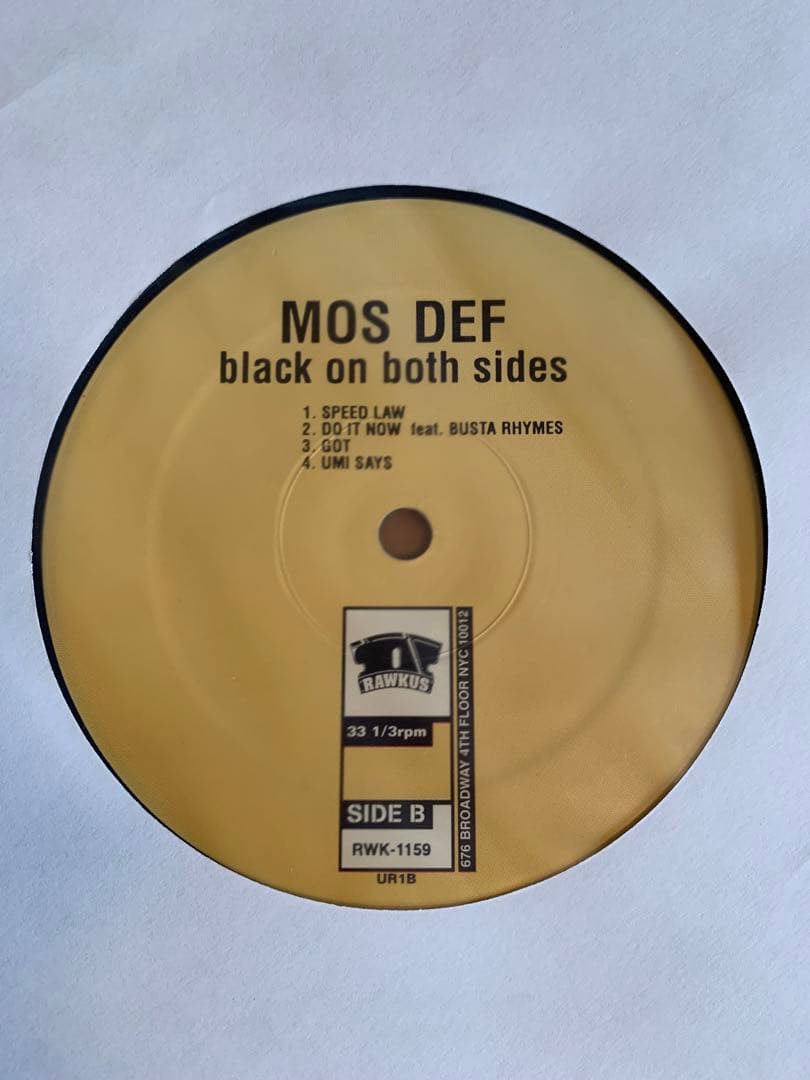 MOS DEF
black on both sides
1. SPEED LAW
2. DO IT NOW feat. BUSTA RHYMES
3. GOT
4. UMI SAYS
RAWKUS
33 1/3rpm
SIDE B
RWK-1159
UR1B
676 BROADWAY 4TH FLOOR NYC 10012